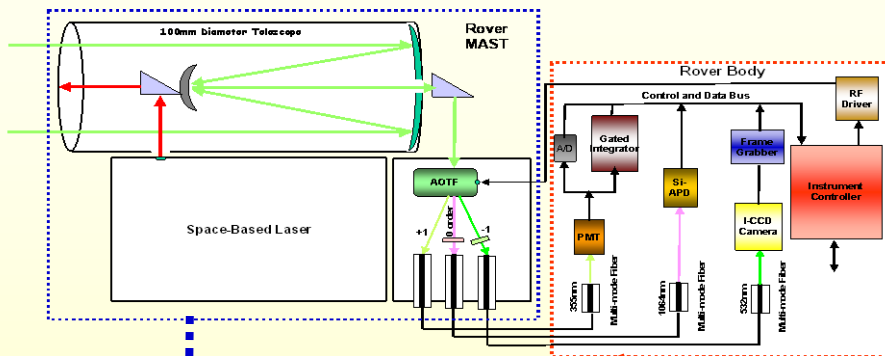 100mm Diameter Telescope
Rover
MAST
Rover Body
RF
Driver
Control and Data Bus
A/D
Gated
Integrator
Frame
Grabber
Si-
APD
Instrument
Controller
AOTF
Space-Based Laser
+1
0 order
-1
PMT
I-CCD
Camera
355nm
Multi-mode Fiber
1064nm
Multi-mode Fiber
532nm
Multi-mode Fiber